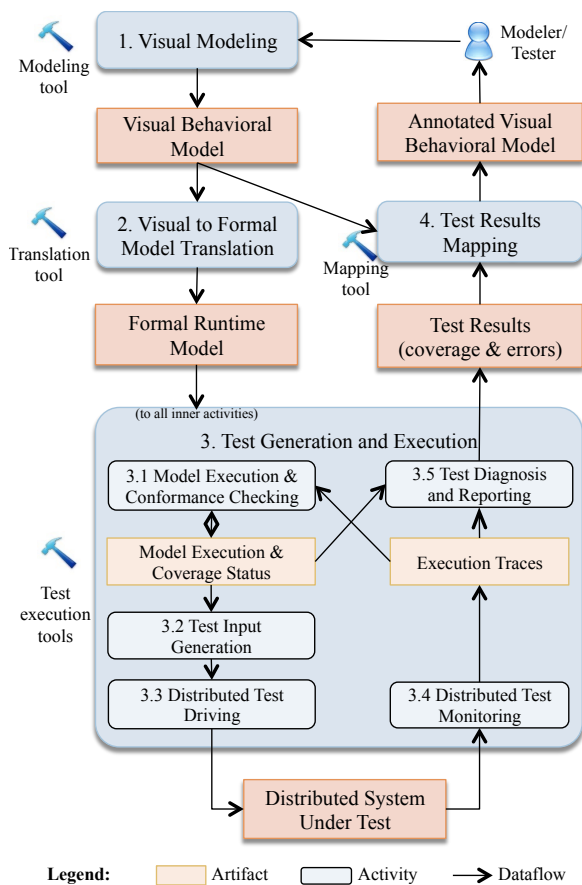 1. Visual Modeling
Modeling
tool
Modeler/
Tester
Visual Behavioral
Model
Annotated Visual
Behavioral Model
2. Visual to Formal
Model Translation
Translation
tool
4. Test Results
Mapping
Mapping
tool
Formal Runtime
Model
Test Results
(coverage & errors)
(to all inner activities)
3. Test Generation and Execution
3.1 Model Execution &
Conformance Checking
3.5 Test Diagnosis
and Reporting
Model Execution &
Coverage Status
Execution Traces
Test
execution
tools
3.2 Test Input
Generation
3.3 Distributed Test
Driving
3.4 Distributed Test
Monitoring
Distributed System
Under Test
Legend: Artifact Activity Dataflow